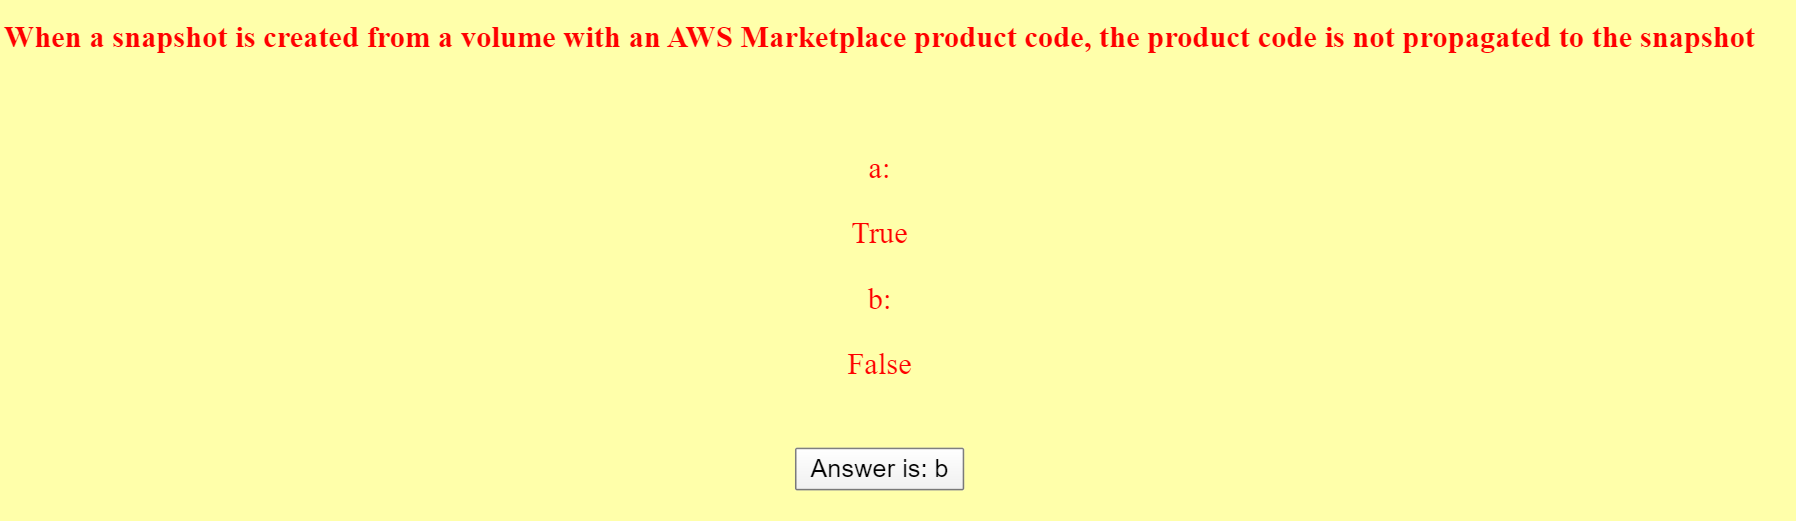 When a snapshot is created from a volume with an AWS Marketplace product code, the product code is not propagated to the snapshot
a:
True
b:
False
Answer is: b